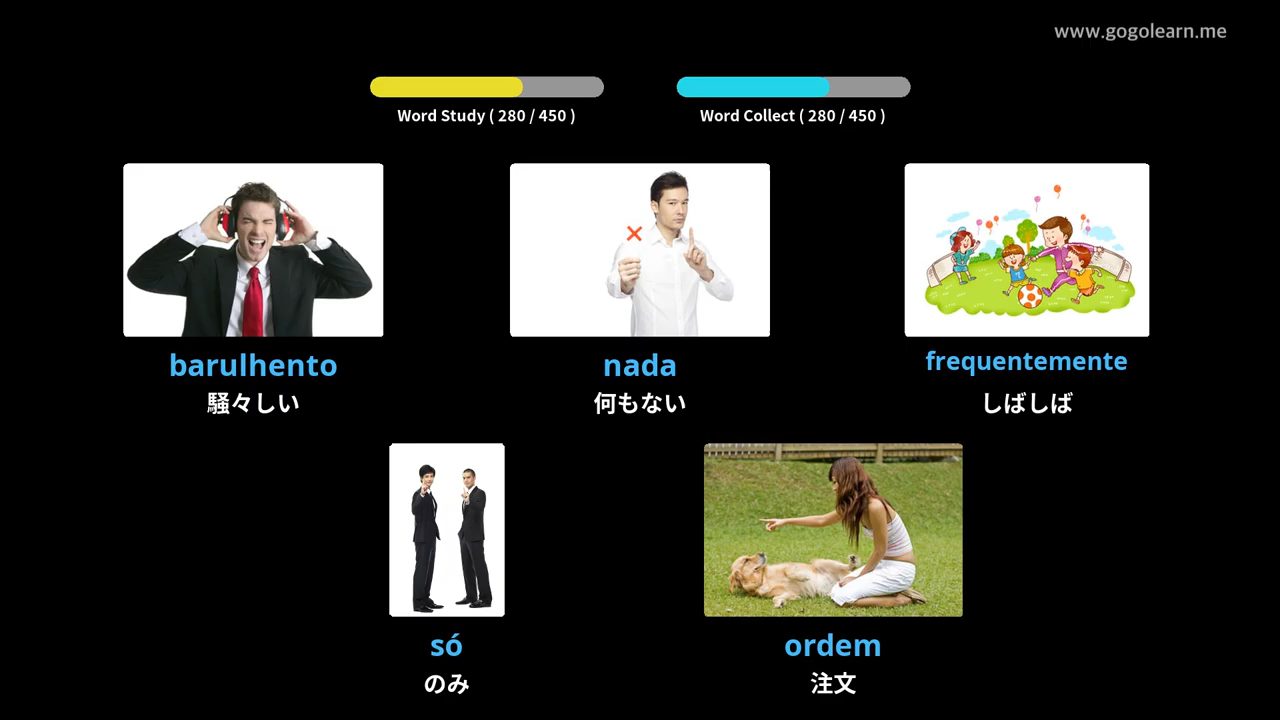 www.gogolearn.me
Word Study ( 280 / 450 )
Word Collect ( 280 / 450 )
barulhento
騒々しい
nada
何もない
frequentemente
しばしば
só
のみ
ordem
注文